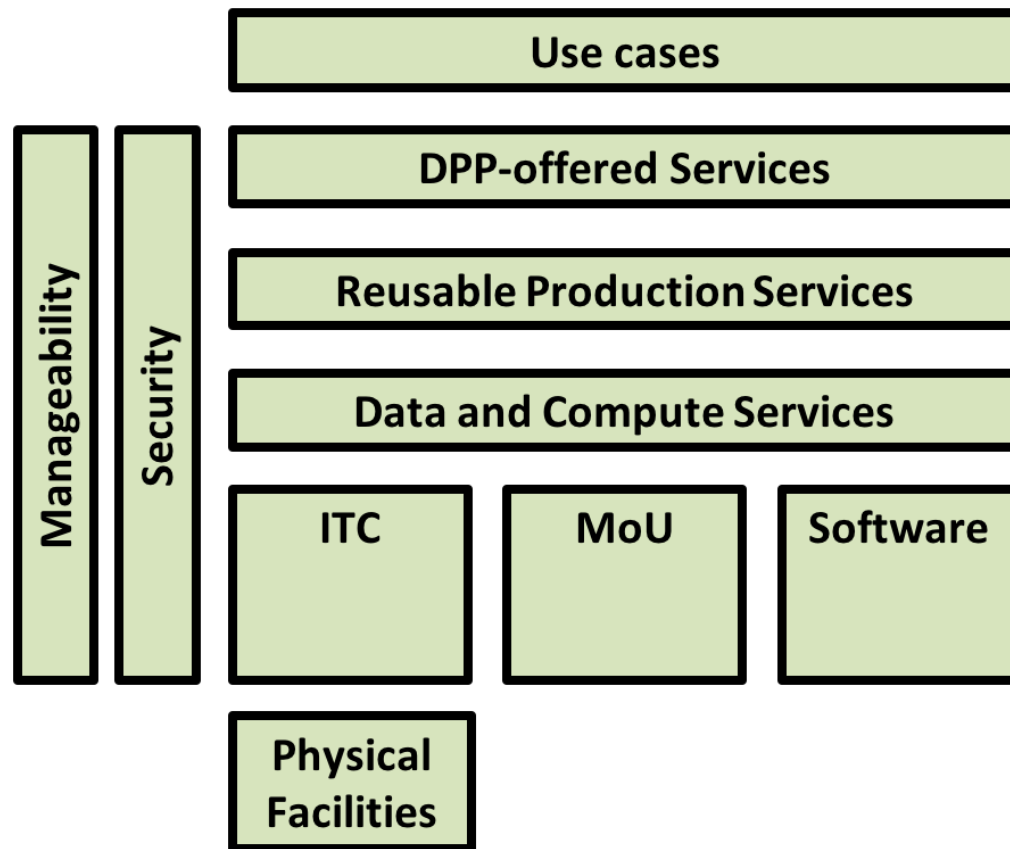 Use cases
DPP-offered Services
Reusable Production Services
Data and Compute Services
Manageability
Security
ITC
MoU
Software
Physical
Facilities